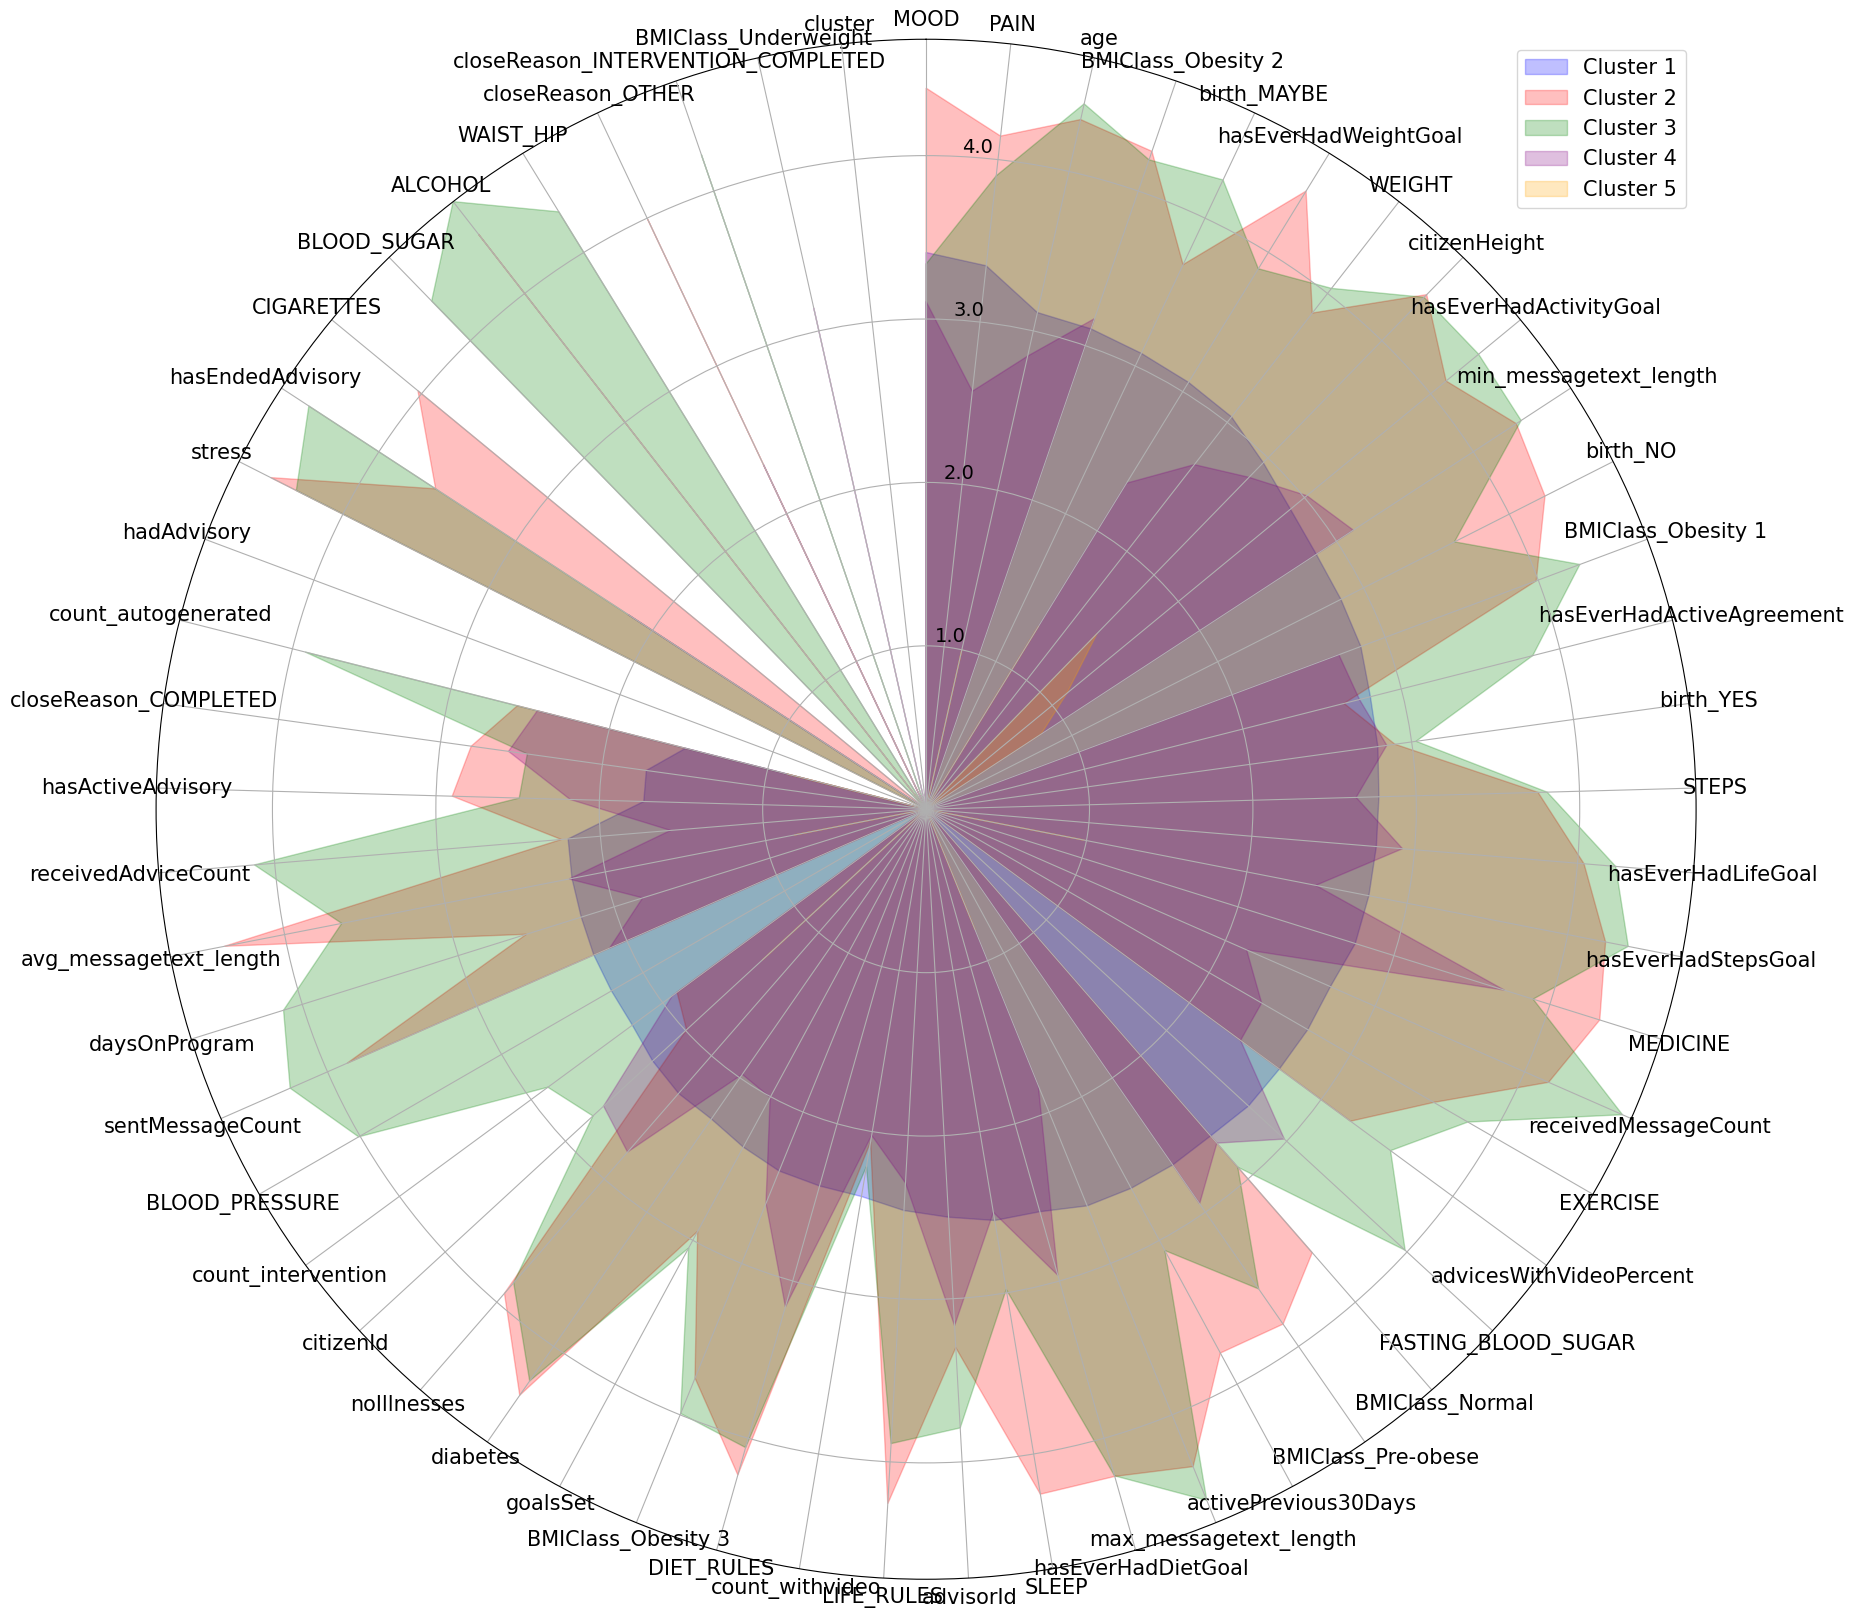 cluster
MOOD
PAIN
age
BMIClass_Obesity 2
birth_MAYBE
hasEverHadWeightGoal
WEIGHT
citizenHeight
hasEverHadActivityGoal
min_messagetext_length
birth_NO
BMIClass_Obesity 1
hasEverHadActiveAgreement
birth_YES
STEPS
hasEverHadLifeGoal
hasEverHadStepsGoal
MEDICINE
receivedMessageCount
EXERCISE
advicesWithVideoPercent
FASTING_BLOOD_SUGAR
BMIClass_Normal
BMIClass_Pre-obese
activePrevious30Days
max_messagetext_length
hasEverHadDietGoal
SLEEP
advisorId
LIFE_RULES
count_withvideo
DIET_RULES
BMIClass_Obesity 3
goalsSet
diabetes
noIllnesses
citizenId
count_intervention
BLOOD_PRESSURE
sentMessageCount
daysOnProgram
avg_messagetext_length
receivedAdviceCount
hasActiveAdvisory
closeReason_COMPLETED
count_autogenerated
hadAdvisory
stress
hasEndedAdvisory
CIGARETTES
BLOOD_SUGAR
ALCOHOL
WAIST_HIP
closeReason_OTHER
closeReason_INTERVENTION_COMPLETED
BMIClass_Underweight
4.0
3.0
2.0
1.0
Cluster 1
Cluster 2
Cluster 3
Cluster 4
Cluster 5